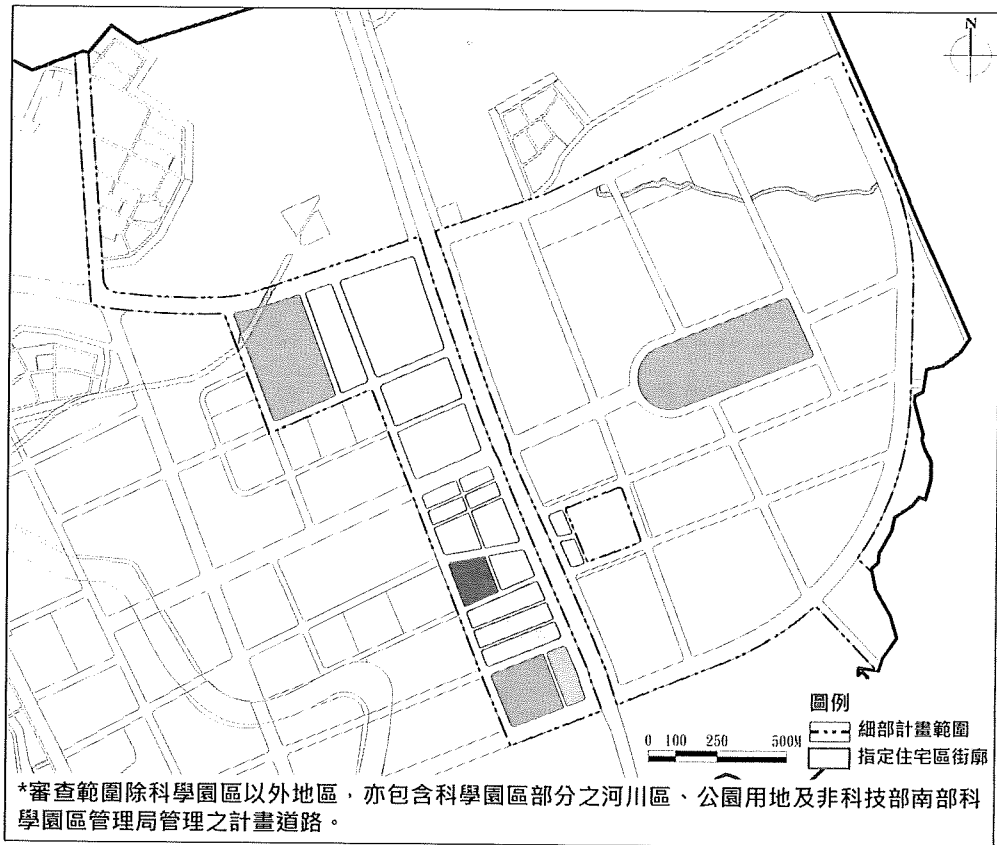 N
圖例
細部計畫範圍
指定住宅區街廓
0 100 250 500M
*審查範圍除科學園區以外地區，亦包含科學園區部分之河川區、公園用地及非科技部南部科
學園區管理局管理之計畫道路。